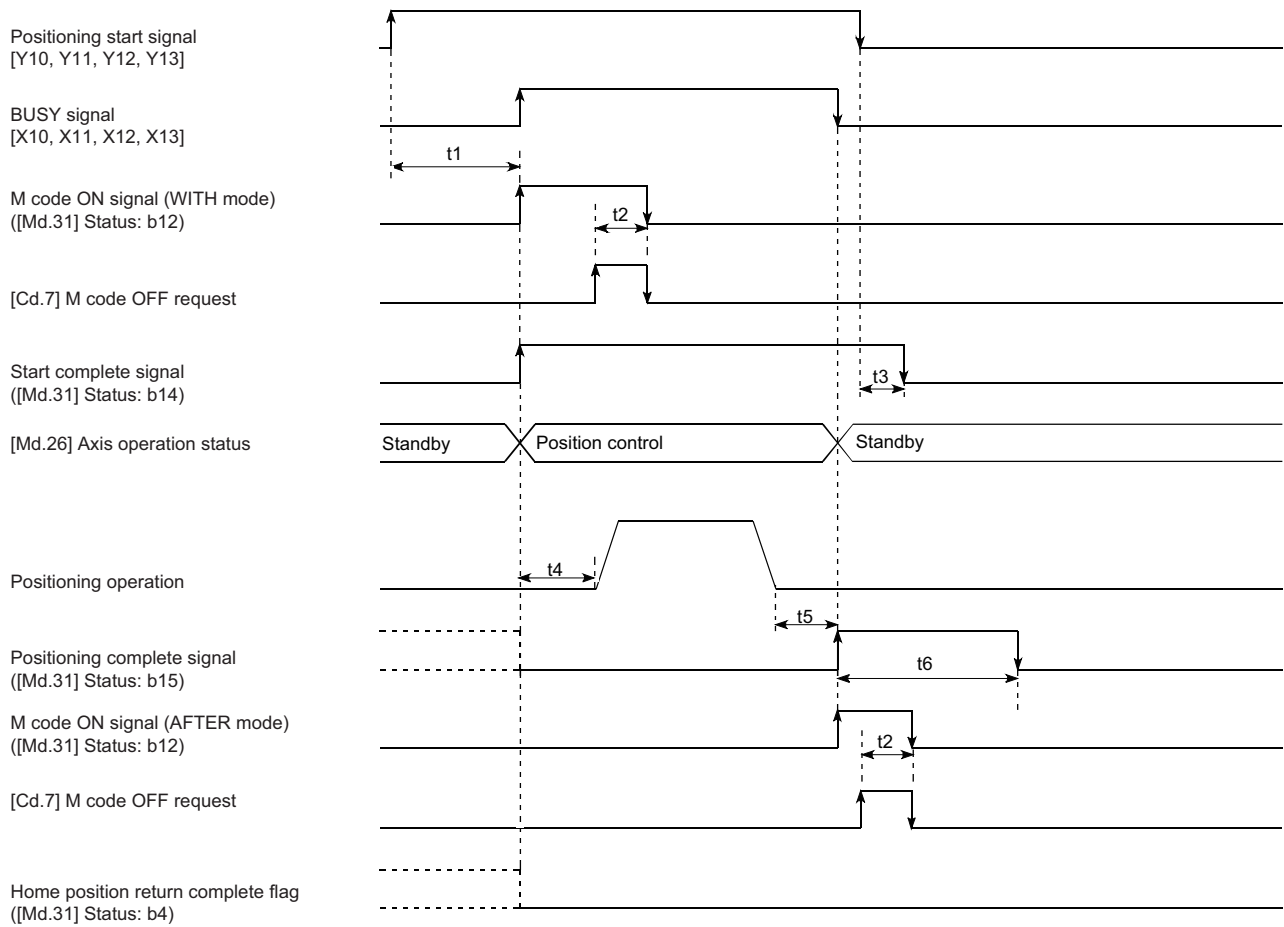 Positioning start signal
[Y10, Y11, Y12, Y13]
BUSY signal
[X10, X11, X12, X13]
t1
M code ON signal (WITH mode)
([Md.31] Status: b12)
t2
[Cd.7] M code OFF request
Start complete signal
([Md.31] Status: b14)
t3
[Md.26] Axis operation status
Standby
Position control
Standby
t4
Positioning operation
t5
Positioning complete signal
([Md.31] Status: b15)
t6
M code ON signal (AFTER mode)
([Md.31] Status: b12)
t2
[Cd.7] M code OFF request
Home position return complete flag
([Md.31] Status: b4)